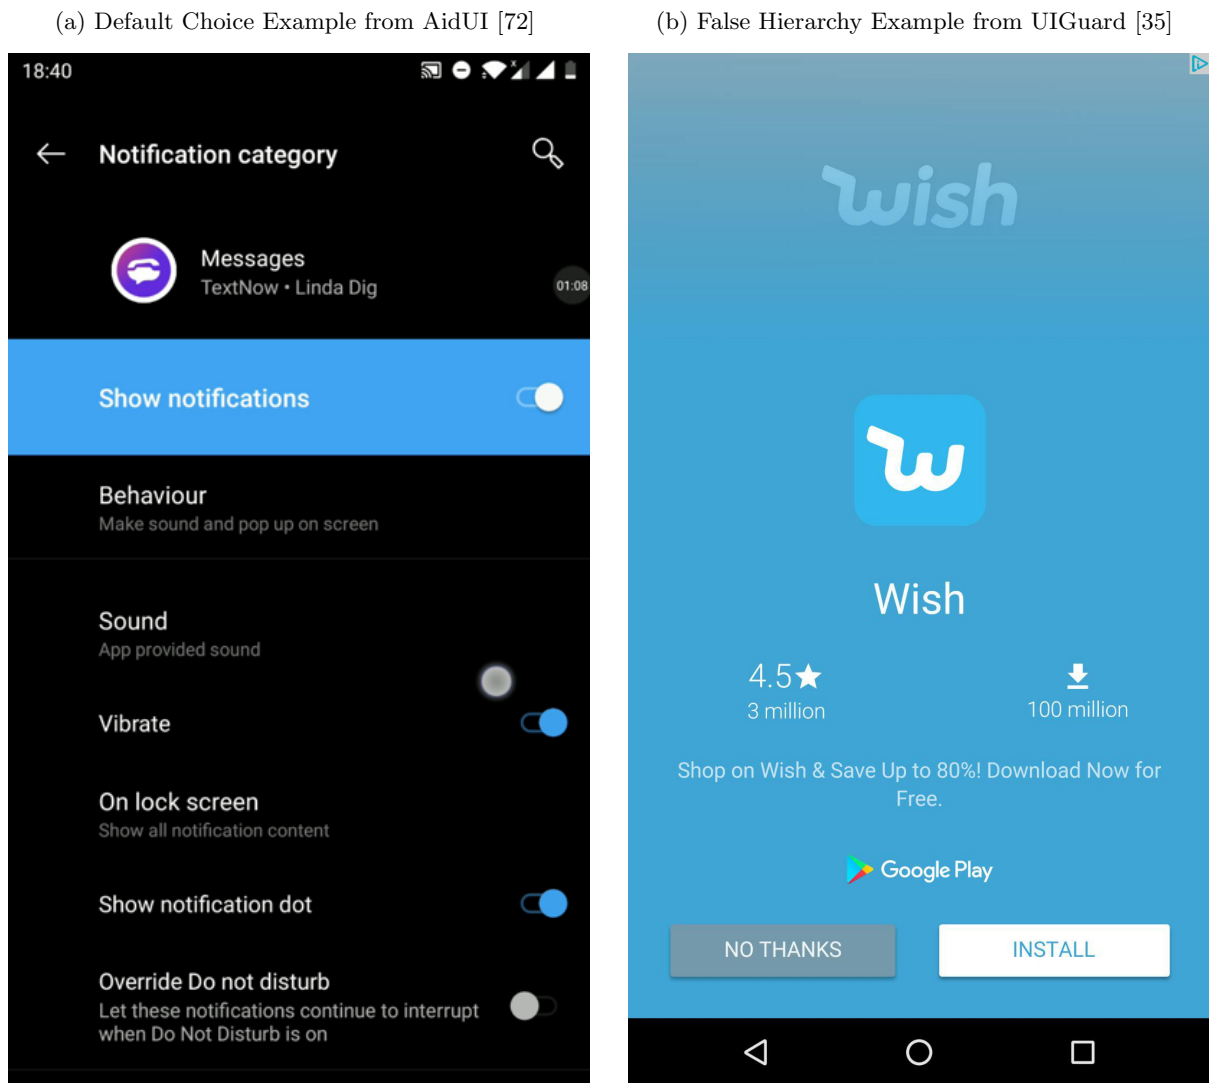 (a) Default Choice Example from AidUI [72]
(b) False Hierarchy Example from UIGuard [35]
18:40
Notification category
Messages
TextNow • Linda Dig
01:08
Show notifications
Behaviour
Make sound and pop up on screen
Sound
App provided sound
Vibrate
On lock screen
Show all notification content
Show notification dot
Override Do not disturb
Let these notifications continue to interrupt
when Do Not Disturb is on
wish
Wish
4.5★
3 million
100 million
Shop on Wish & Save Up to 80%! Download Now for
Free.
Google Play
NO THANKS
INSTALL